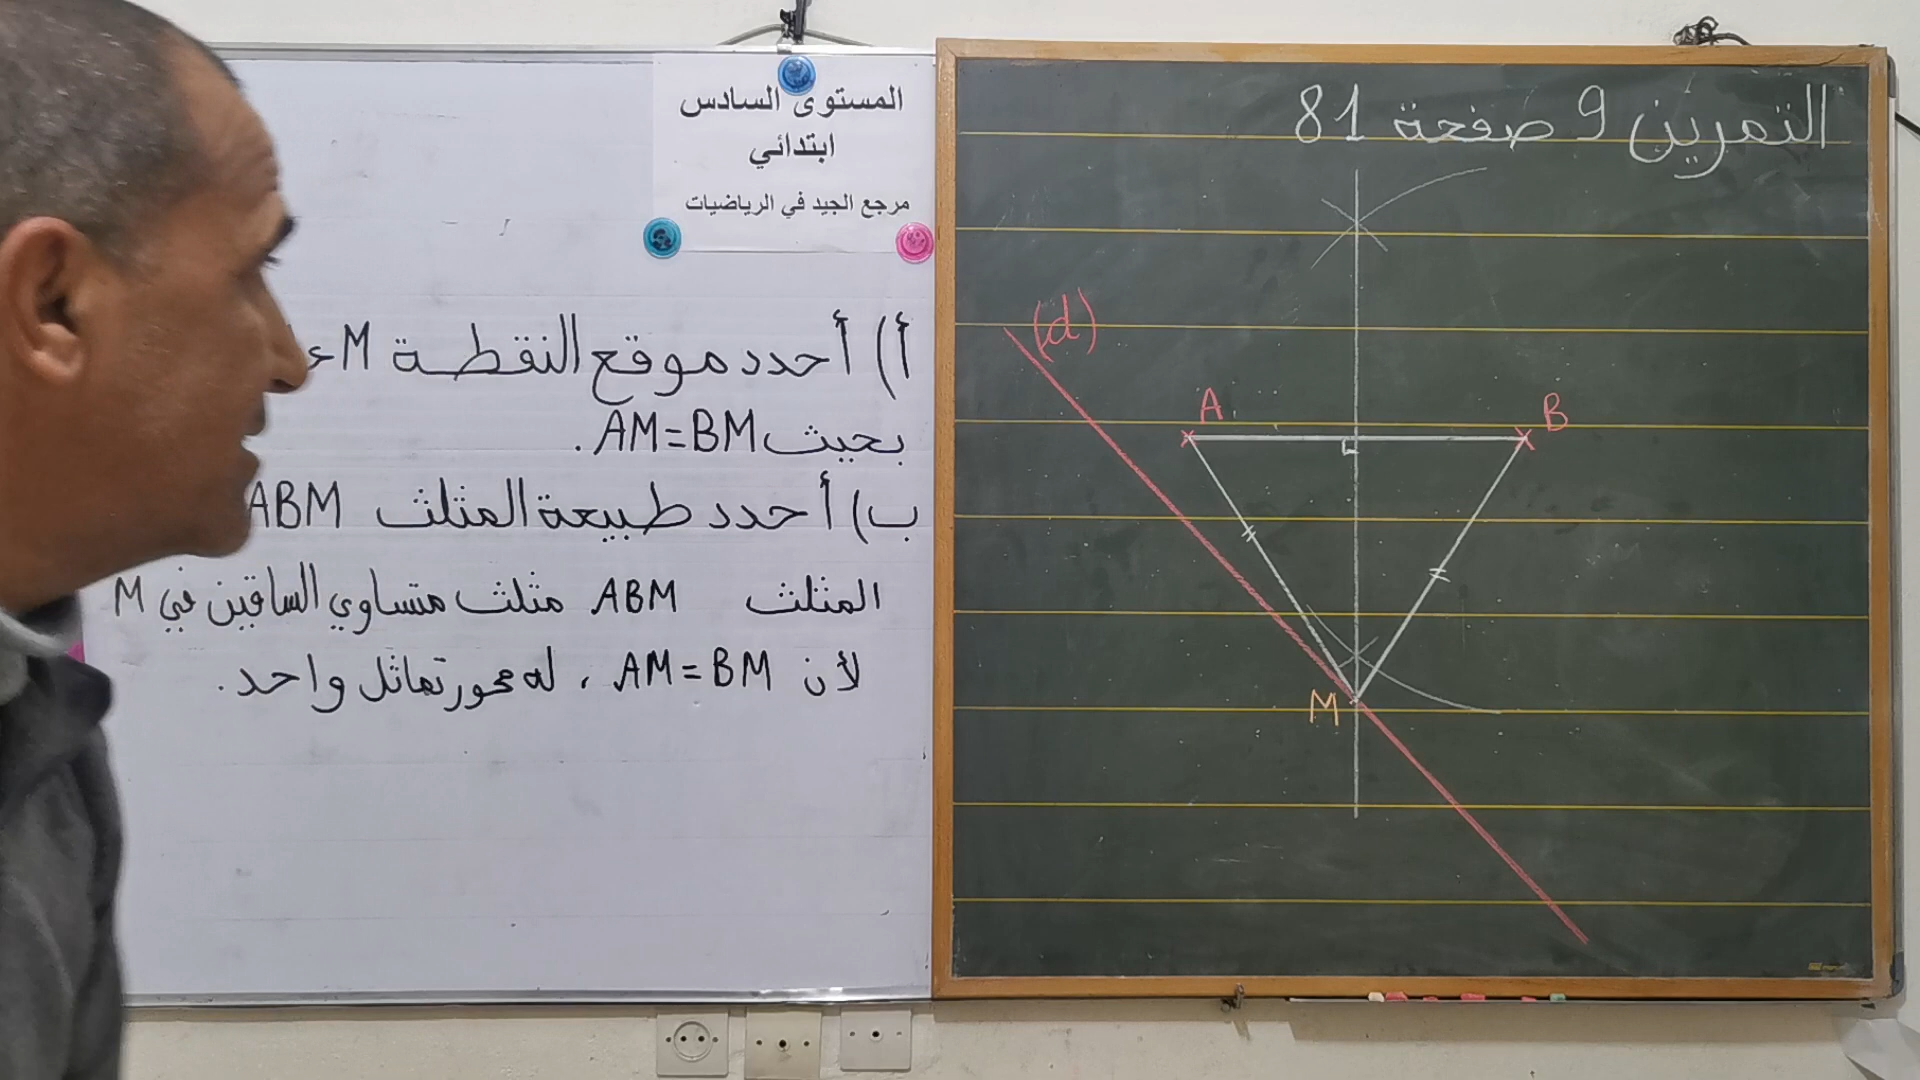 المستوى السادس
ابتدائي
مرجع الجيد في الرياضيات
أ) أحدد موقع النقطة M
بحيث AM=BM.
ب) أحدد طبيعة المثلث ABM
المثلث ABM مثلث متساوي الساقين في M
لأن AM=BM ، له محور تماثل واحد.
التمرين 9 صفحة 81
(d)
A
B
M